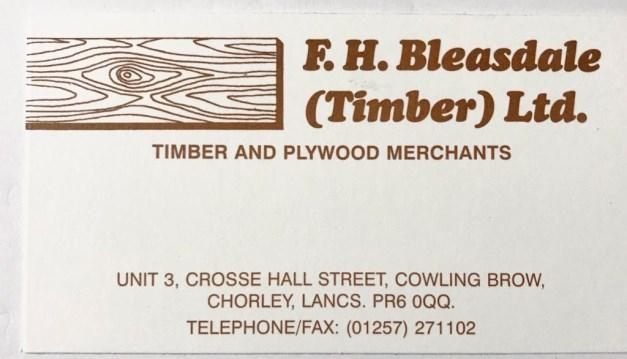 F. H. Bleasdale
(Timber) Ltd.
TIMBER AND PLYWOOD MERCHANTS
UNIT 3, CROSSE HALL STREET, COWLING BROW,
CHORLEY, LANCS. PR6 0QQ.
TELEPHONE/FAX: (01257) 271102